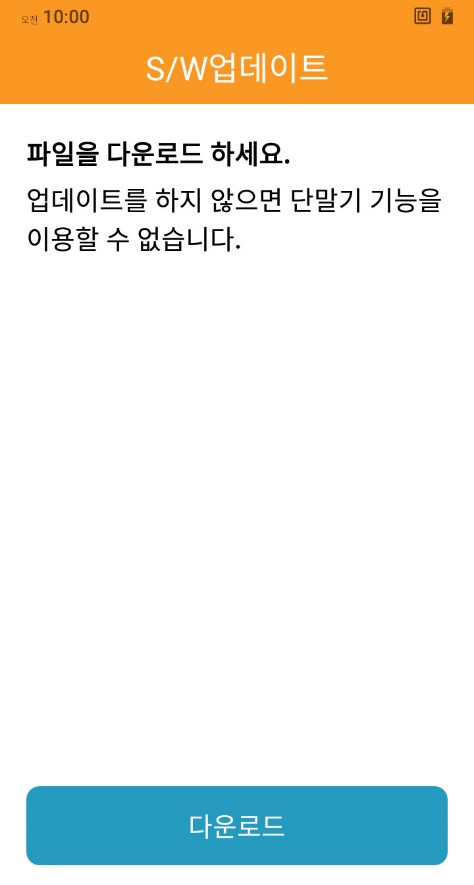 오전 10:00
S/W업데이트
파일을 다운로드 하세요.
업데이트를 하지 않으면 단말기 기능을
이용할 수 없습니다.
다운로드